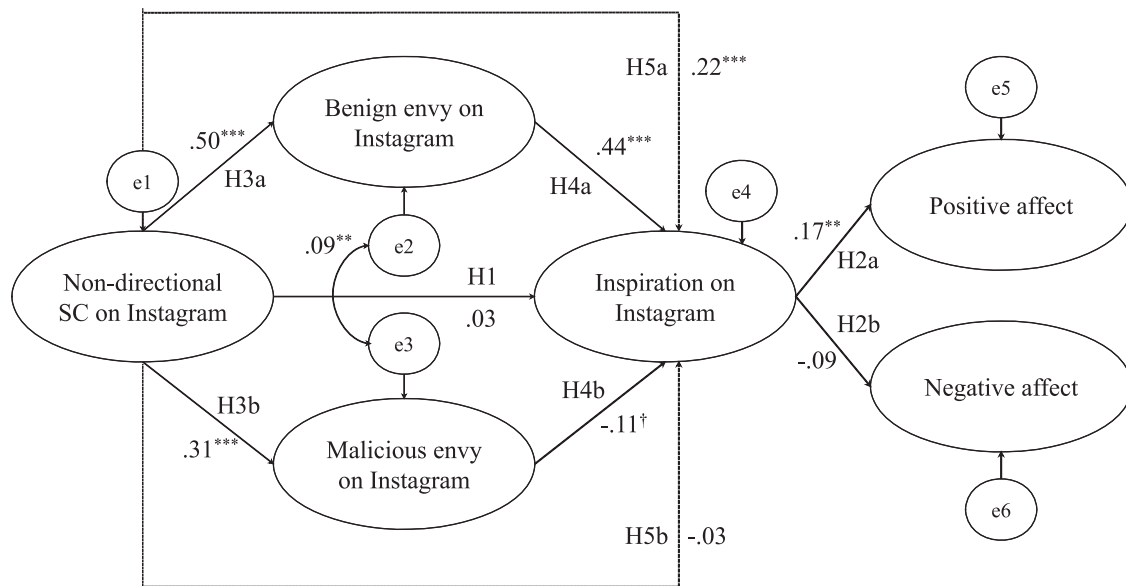 H5a
.22***
e5
Benign envy on
Instagram
.50***
.44***
e1
H3a
H4a
e4
Positive affect
.17**
H2a
.09**
e2
Non-directional
SC on Instagram
H1
.03
Inspiration on
Instagram
e3
H2b
-.09
H3b
.31***
H4b
-.11†
Negative affect
Malicious envy
on Instagram
e6
H5b
-.03